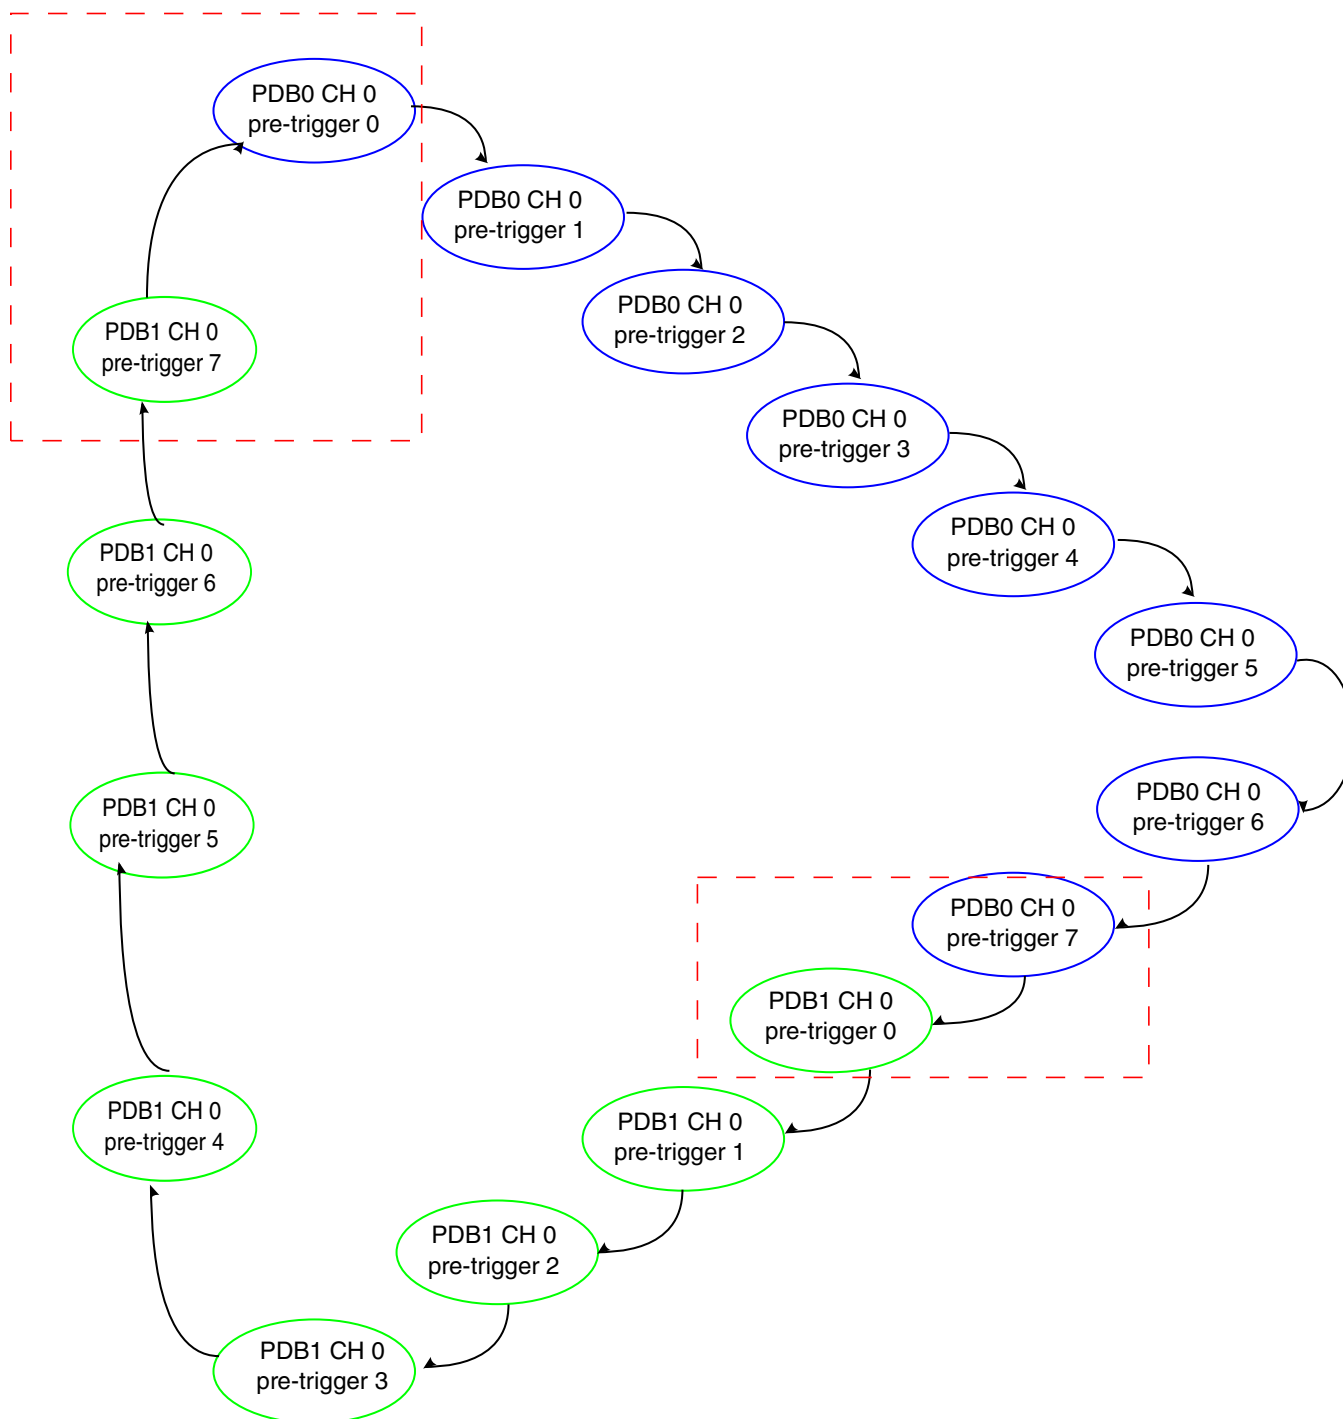 PDB0 CH 0
pre-trigger 0
PDB0 CH 0
pre-trigger 1
PDB0 CH 0
pre-trigger 2
PDB0 CH 0
pre-trigger 3
PDB0 CH 0
pre-trigger 4
PDB0 CH 0
pre-trigger 5
PDB0 CH 0
pre-trigger 6
PDB0 CH 0
pre-trigger 7
PDB1 CH 0
pre-trigger 0
PDB1 CH 0
pre-trigger 1
PDB1 CH 0
pre-trigger 2
PDB1 CH 0
pre-trigger 3
PDB1 CH 0
pre-trigger 4
PDB1 CH 0
pre-trigger 5
PDB1 CH 0
pre-trigger 6
PDB1 CH 0
pre-trigger 7